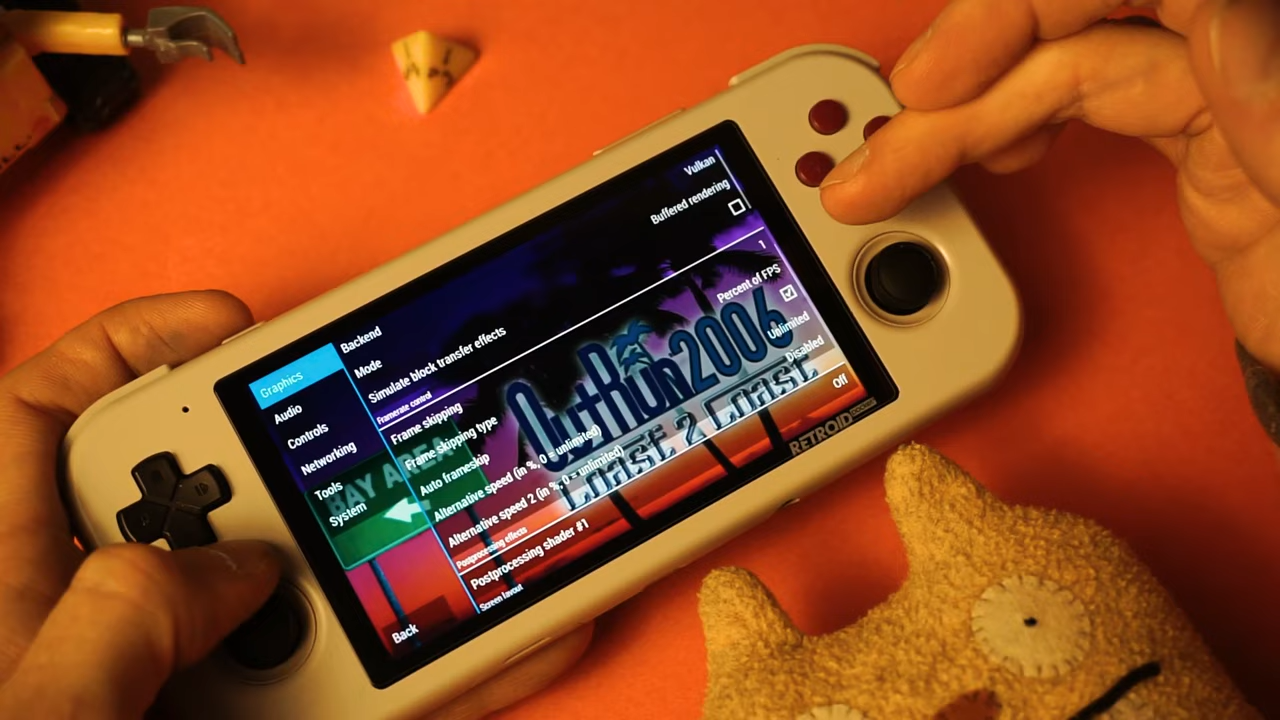 Graphics
Audio
Controls
Networking
Tools
System
Back
Backend Vulkan
Mode Buffered rendering
Simulate block transfer effects
Framerate control
Frame skipping 1
Frame skipping type Percent of FPS
Auto frameskip
Alternative speed (in %, 0 = unlimited) Unlimited
Alternative speed 2 (in %, 0 = unlimited) Disabled
Postprocessing effects
Postprocessing shader #1 Off
Screen layout
OutRun2006
COAST 2 COAST
BAY AREA
RETROID POCKET